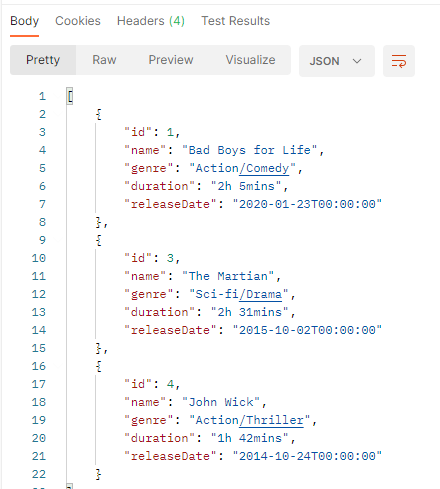 Body Cookies Headers (4) Test Results
Pretty Raw Preview Visualize JSON
1 [
2 {
3 "id": 1,
4 "name": "Bad Boys for Life",
5 "genre": "Action/Comedy",
6 "duration": "2h 5mins",
7 "releaseDate": "2020-01-23T00:00:00"
8 },
9 {
10 "id": 3,
11 "name": "The Martian",
12 "genre": "Sci-fi/Drama",
13 "duration": "2h 31mins",
14 "releaseDate": "2015-10-02T00:00:00"
15 },
16 {
17 "id": 4,
18 "name": "John Wick",
19 "genre": "Action/Thriller",
20 "duration": "1h 42mins",
21 "releaseDate": "2014-10-24T00:00:00"
22 }